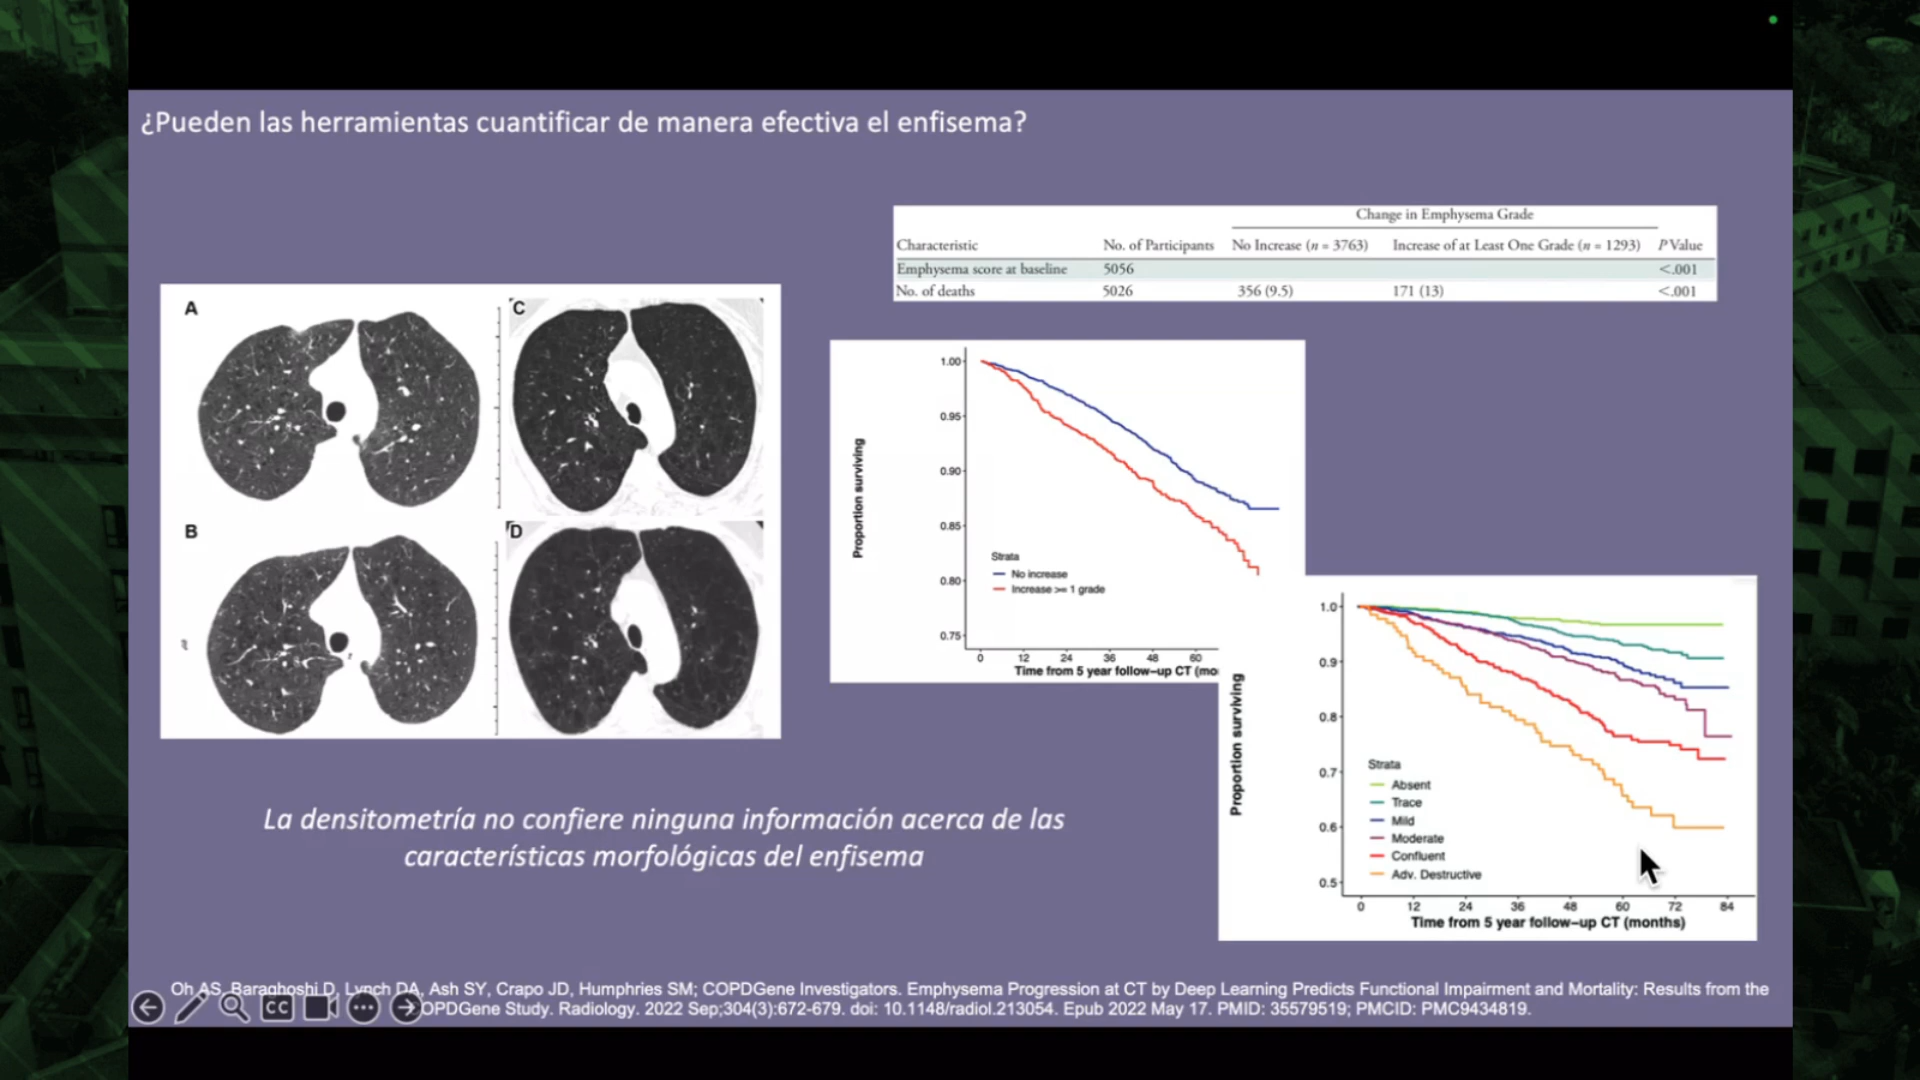 ¿Pueden las herramientas cuantificar de manera efectiva el enfisema?
Change in Emphysema Grade
Characteristic No. of Participants No Increase (n = 3763) Increase of at Least One Grade (n = 1293) P Value
Emphysema score at baseline 5056 <.001
No. of deaths 5026 356 (9.5) 171 (13) <.001
A
C
B
D
Proportion surviving
1.00
0.95
0.90
0.85
0.80
0.75
Strata
No increase
Increase >= 1 grade
0 12 24 36 48 60
Time from 5 year follow-up CT (mo
Proportion surviving
1.0
0.9
0.8
0.7
0.6
0.5
Strata
Absent
Trace
Mild
Moderate
Confluent
Adv. Destructive
0 12 24 36 48 60 72 84
Time from 5 year follow-up CT (months)
La densitometría no confiere ninguna información acerca de las
características morfológicas del enfisema
Oh AS, Baraghoshi D, Lynch DA, Ash SY, Crapo JD, Humphries SM; COPDGene Investigators. Emphysema Progression at CT by Deep Learning Predicts Functional Impairment and Mortality: Results from the
CC
OPDGene Study. Radiology. 2022 Sep;304(3):672-679. doi: 10.1148/radiol.213054. Epub 2022 May 17. PMID: 35579519; PMCID: PMC9434819.